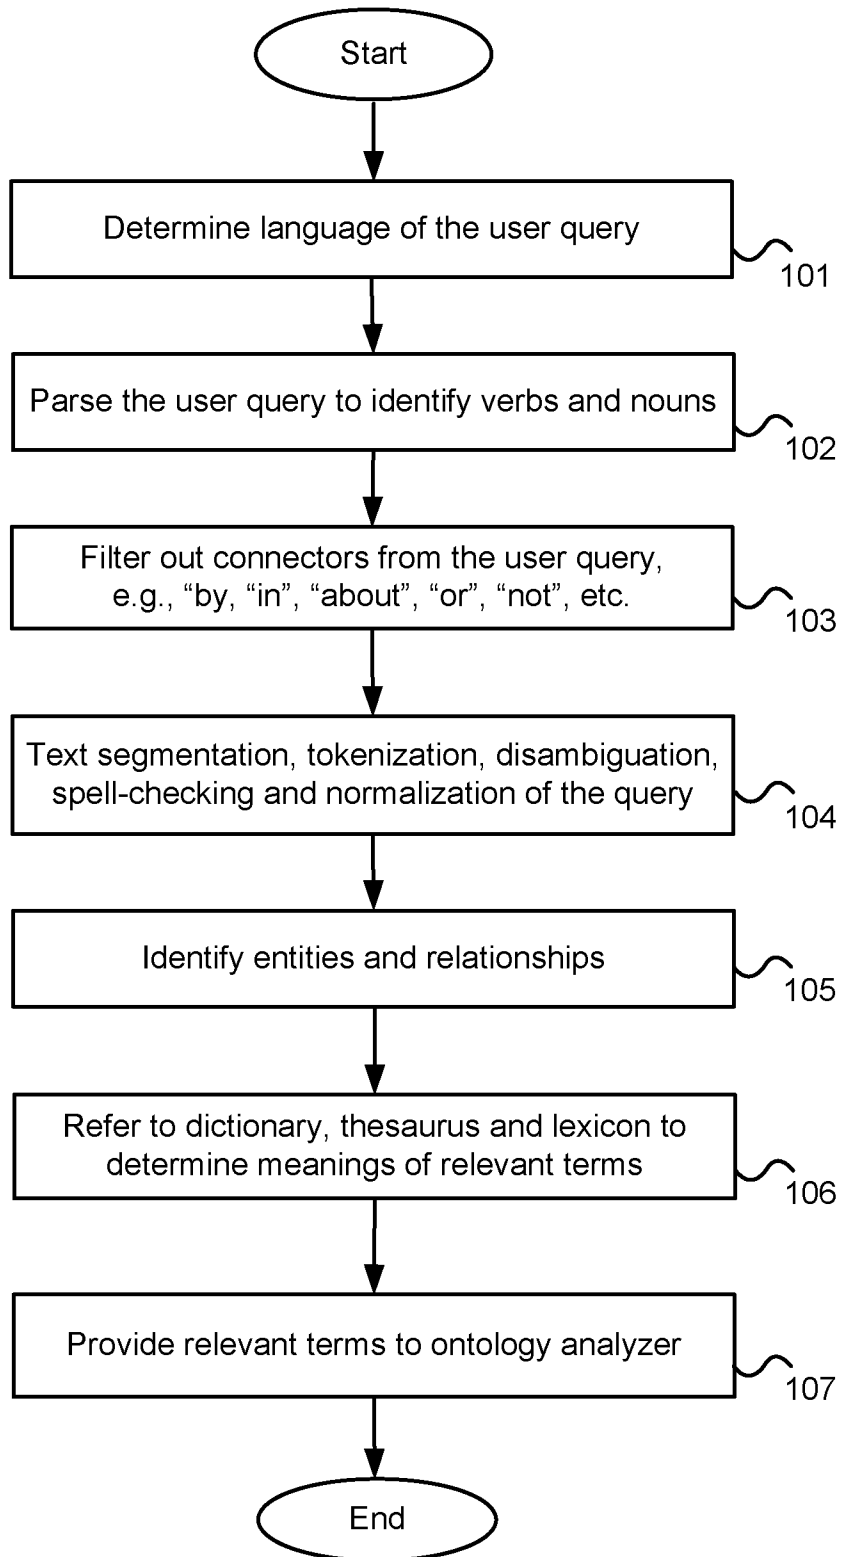 Start
Determine language of the user query
101
Parse the user query to identify verbs and nouns
102
Filter out connectors from the user query,
e.g., “by, “in”, “about”, “or”, “not”, etc.
103
Text segmentation, tokenization, disambiguation,
spell-checking and normalization of the query
104
Identify entities and relationships
105
Refer to dictionary, thesaurus and lexicon to
determine meanings of relevant terms
106
Provide relevant terms to ontology analyzer
107
End